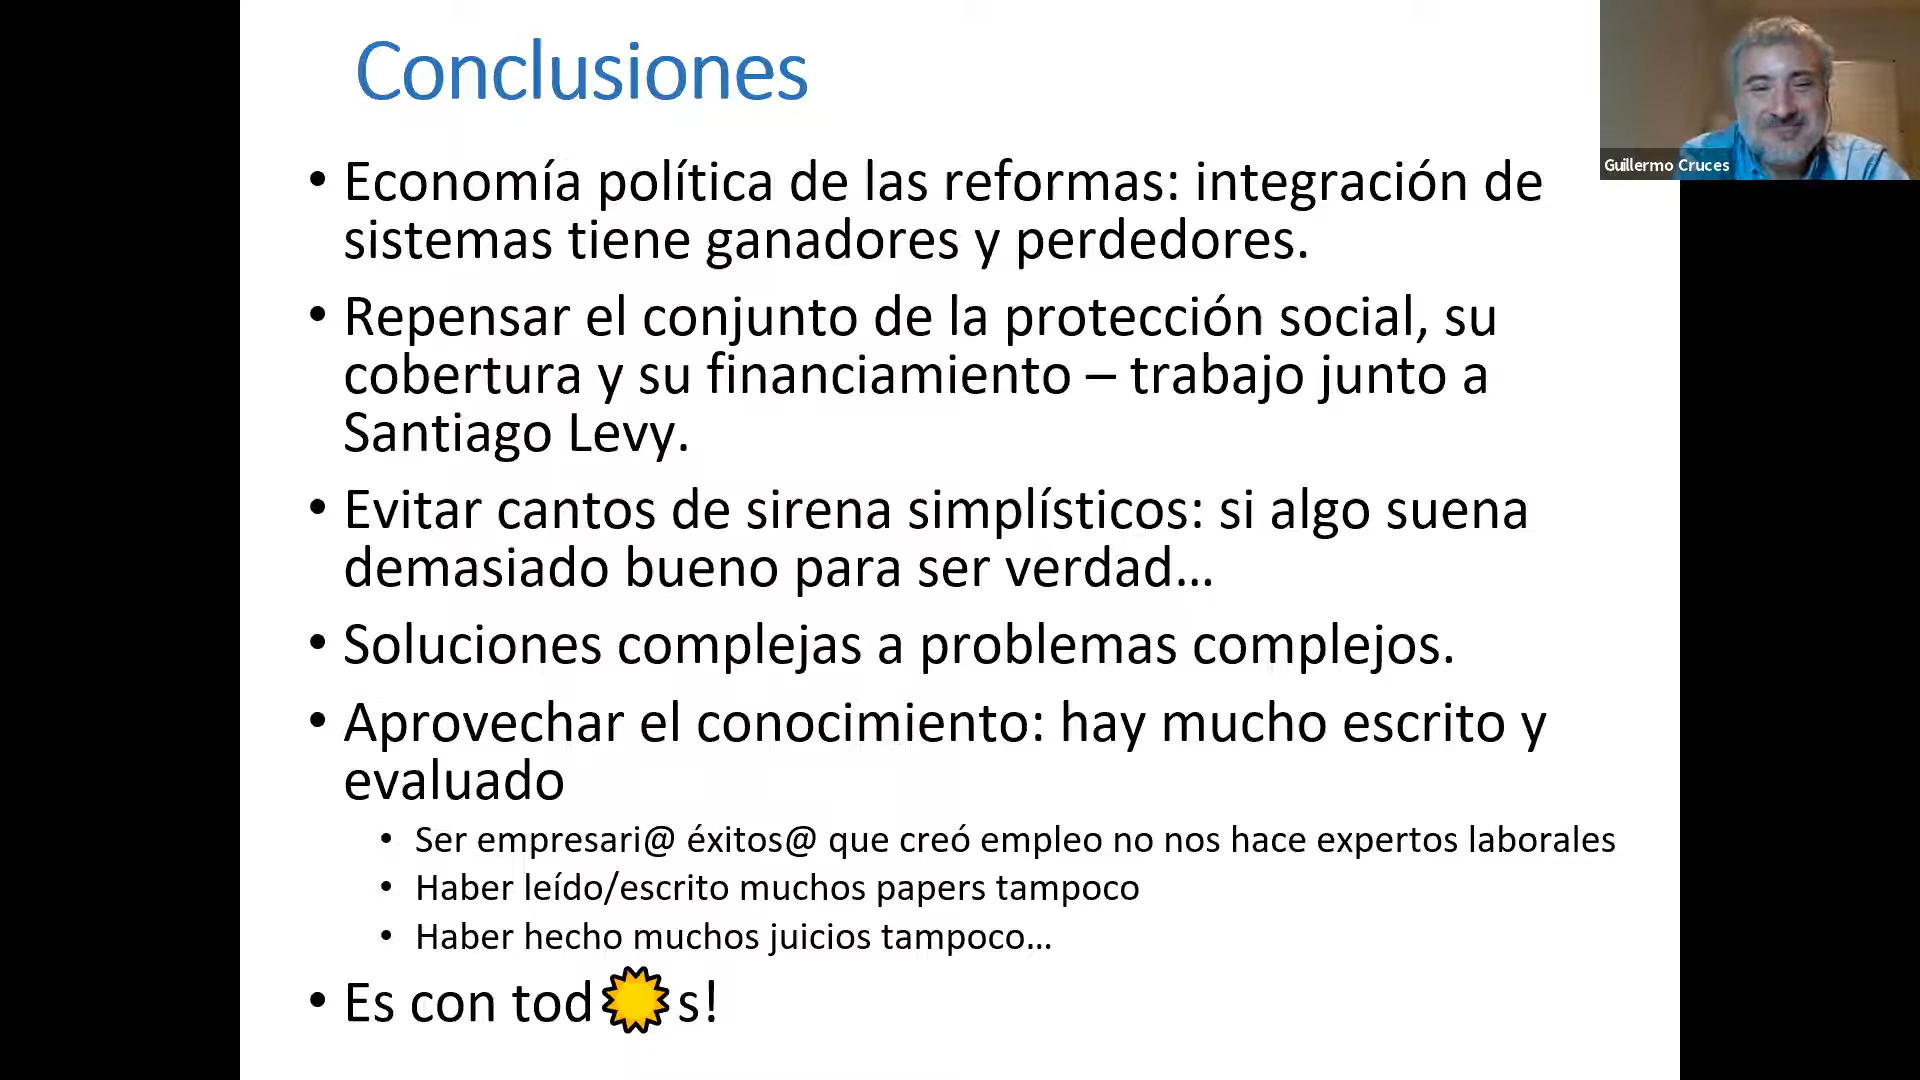 Conclusiones
• Economía política de las reformas: integración de
sistemas tiene ganadores y perdedores.
• Repensar el conjunto de la protección social, su
cobertura y su financiamiento – trabajo junto a
Santiago Levy.
• Evitar cantos de sirena simplísticos: si algo suena
demasiado bueno para ser verdad…
• Soluciones complejas a problemas complejos.
• Aprovechar el conocimiento: hay mucho escrito y
evaluado
• Ser empresari@ éxitos@ que creó empleo no nos hace expertos laborales
• Haber leído/escrito muchos papers tampoco
• Haber hecho muchos juicios tampoco…
• Es con tod☀s!
Guillermo Cruces